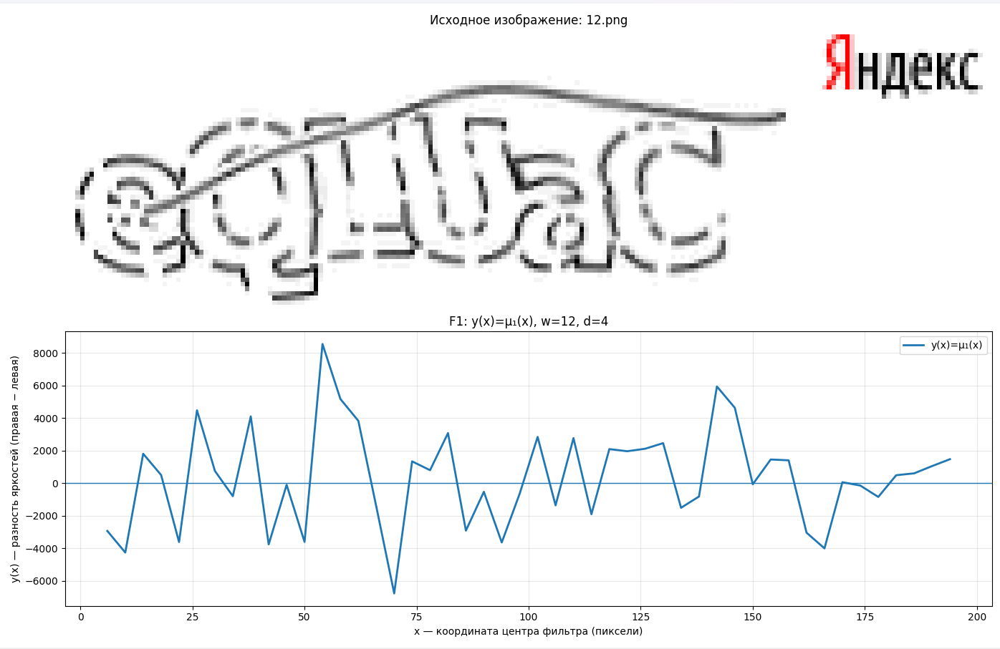 Исходное изображение: 12.png
Яндекс
F1: y(x)=μ₁(x), w=12, d=4
y(x)=μ₁(x)
y(x) — разность яркостей (правая − левая)
8000
6000
4000
2000
0
−2000
−4000
−6000
0 25 50 75 100 125 150 175 200
x — координата центра фильтра (пиксели)